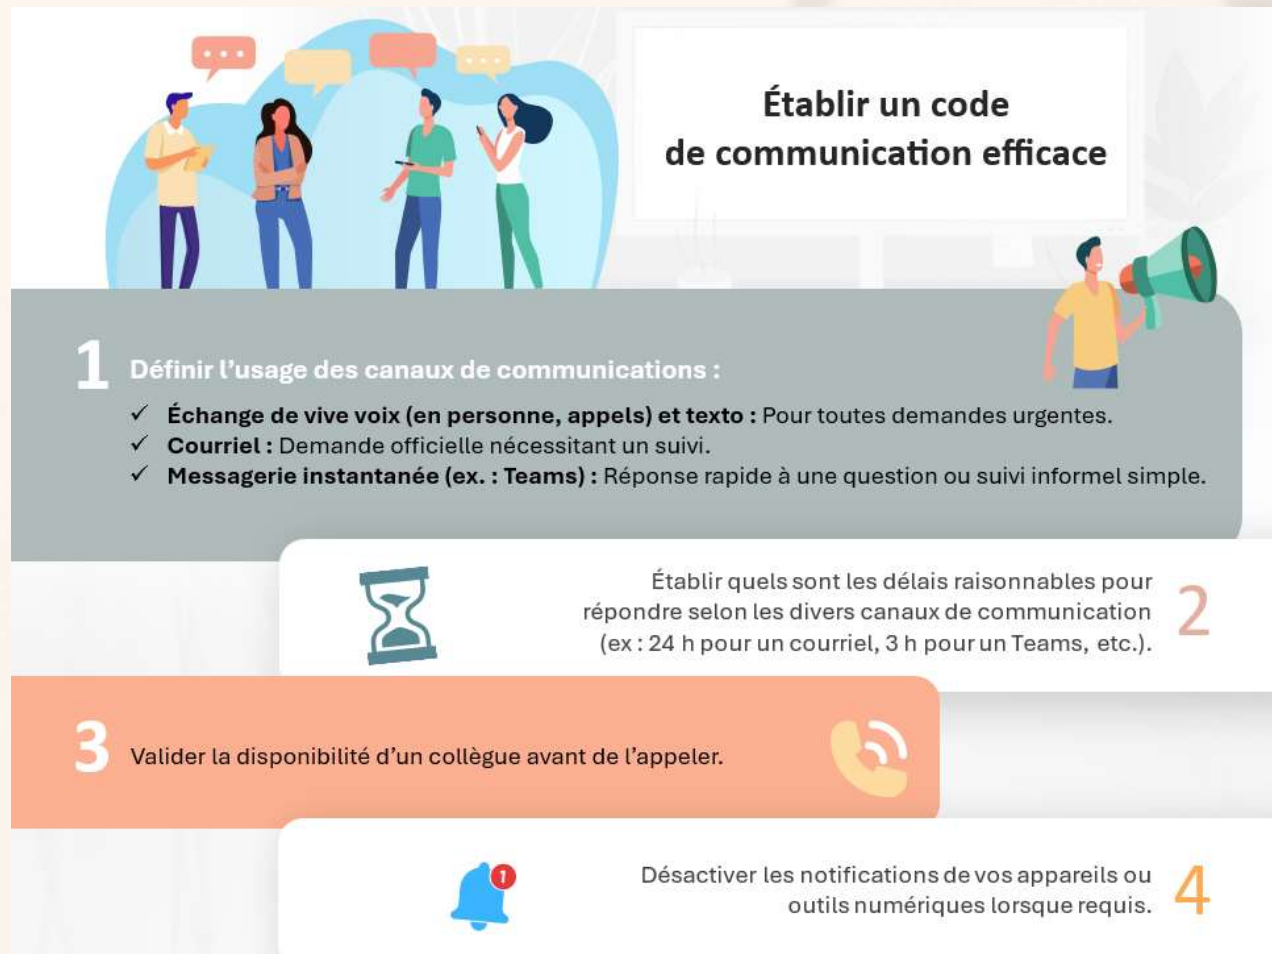 Établir un code
de communication efficace
1
Définir l’usage des canaux de communications :
✓ Échange de vive voix (en personne, appels) et texto : Pour toutes demandes urgentes.
✓ Courriel : Demande officielle nécessitant un suivi.
✓ Messagerie instantanée (ex. : Teams) : Réponse rapide à une question ou suivi informel simple.
2
Établir quels sont les délais raisonnables pour
répondre selon les divers canaux de communication
(ex : 24 h pour un courriel, 3 h pour un Teams, etc.).
3
Valider la disponibilité d’un collègue avant de l’appeler.
1
4
Désactiver les notifications de vos appareils ou
outils numériques lorsque requis.